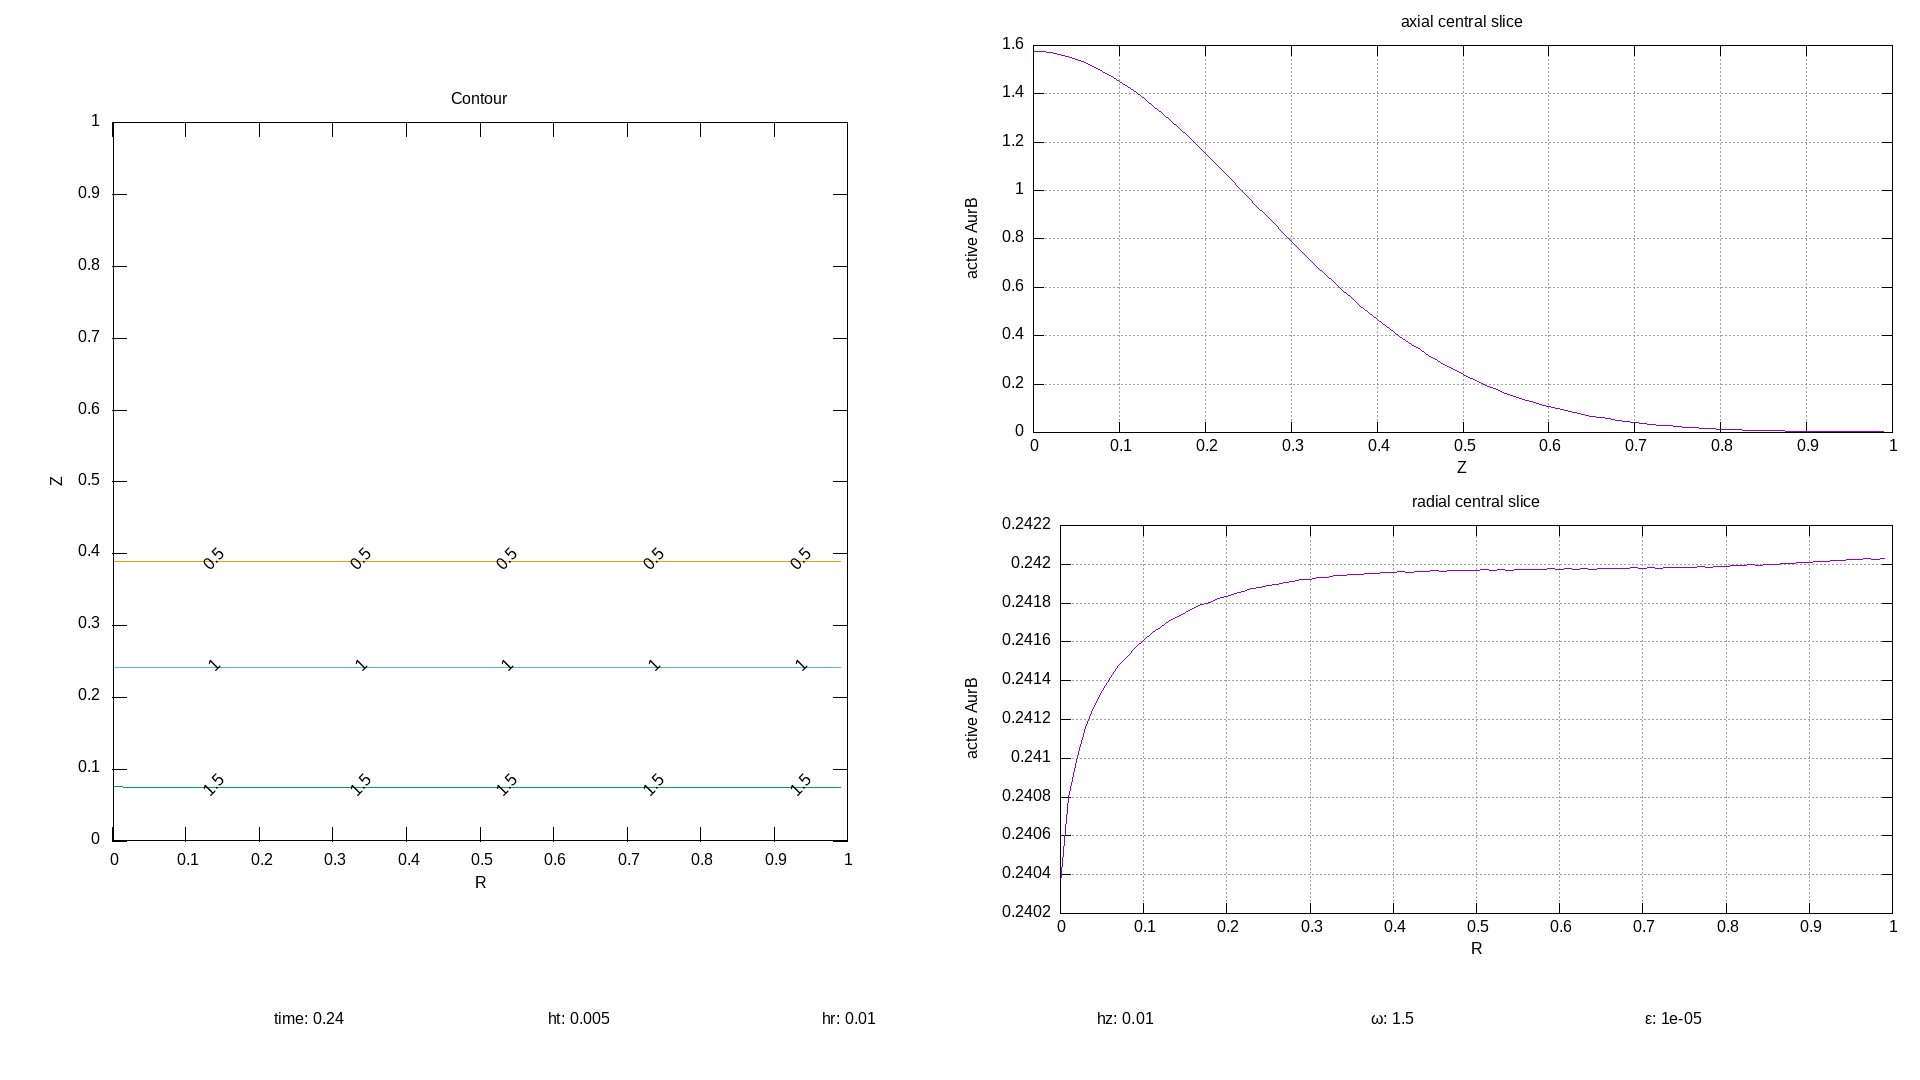 Contour
1
0.9
0.8
0.7
0.6
0.5
0.4
0.3
0.2
0.1
0
Z
0.5 0.5 0.5 0.5 0.5
1 1 1 1 1
1.5 1.5 1.5 1.5 1.5
0 0.1 0.2 0.3 0.4 0.5 0.6 0.7 0.8 0.9 1
R
axial central slice
1.6
1.4
1.2
1
0.8
0.6
0.4
0.2
0
active AurB
0 0.1 0.2 0.3 0.4 0.5 0.6 0.7 0.8 0.9 1
Z
radial central slice
0.2422
0.242
0.2418
0.2416
0.2414
0.2412
0.241
0.2408
0.2406
0.2404
0.2402
active AurB
0 0.1 0.2 0.3 0.4 0.5 0.6 0.7 0.8 0.9 1
R
time: 0.24 ht: 0.005 hr: 0.01 hz: 0.01 ω: 1.5 ε: 1e-05